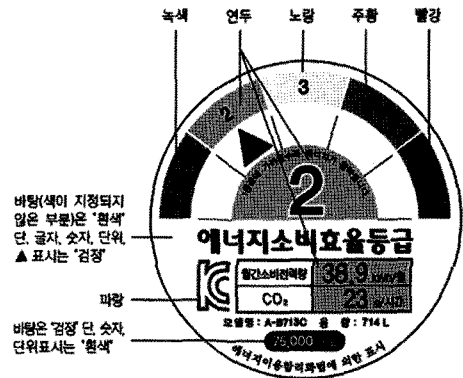 녹색 연두 노랑 주황 빨강
3
2
2
바탕(색이 지정되지
않은 부분)은 "흰색"
단, 글자, 숫자, 단위,
▲ 표시는 "검정"
에너지소비효율등급
파랑
월간소비전력량 38.9
CO₂ 23
모델명 : A-B713C 용 량 : 714 L
바탕은 "검정" 단, 숫자,
단위표시는 "흰색"
75,000
에너지이용합리화법에 의한 표시